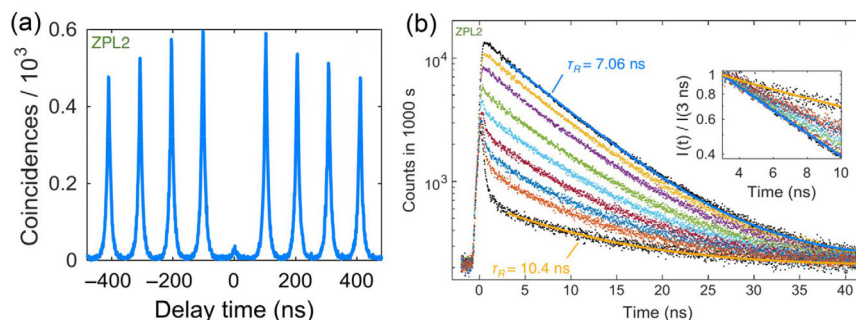 (a)
ZPL2
Coincidences / 10³
0.6
0.4
0.2
0
−400
−200
0
200
400
Delay time (ns)
(b)
ZPL2
Counts in 1000 s
10⁴
10³
τR = 7.06 ns
τR = 10.4 ns
0
5
10
15
20
25
30
35
40
Time (ns)
I(t) / I(3 ns)
1
0.8
0.6
0.4
4
6
8
10
Time (ns)